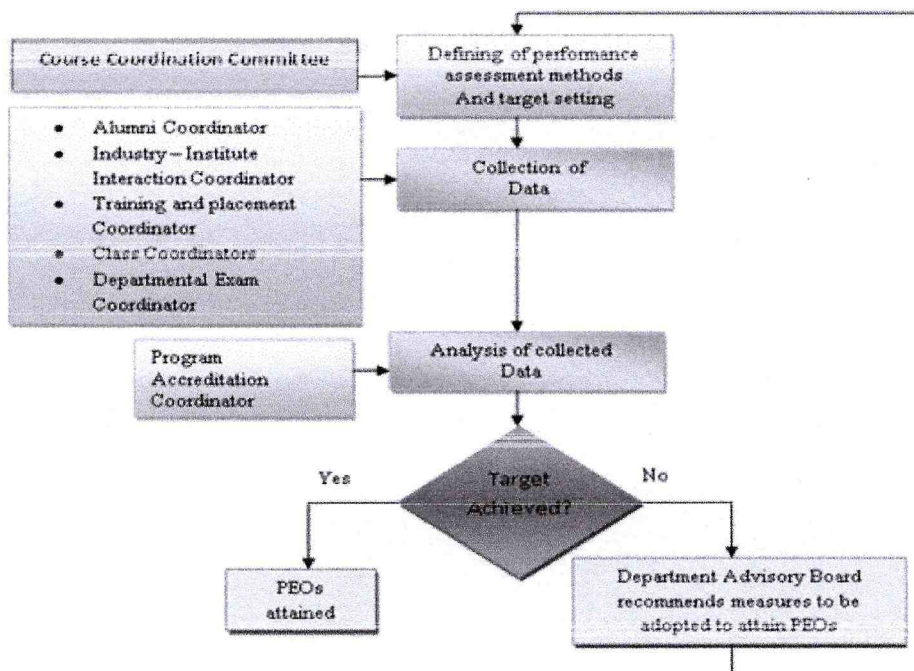 Course Coordination Committee
Defining of performance
assessment methods
And target setting
• Alumni Coordinator
• Industry – Institute
Interaction Coordinator
• Training and placement
Coordinator
• Class Coordinators
• Departmental Exam
Coordinator
Collection of
Data
Program
Accreditation
Coordinator
Analysis of collected
Data
Target
Achieved?
Yes
No
PEOs
attained
Department Advisory Board
recommends measures to be
adopted to attain PEOs